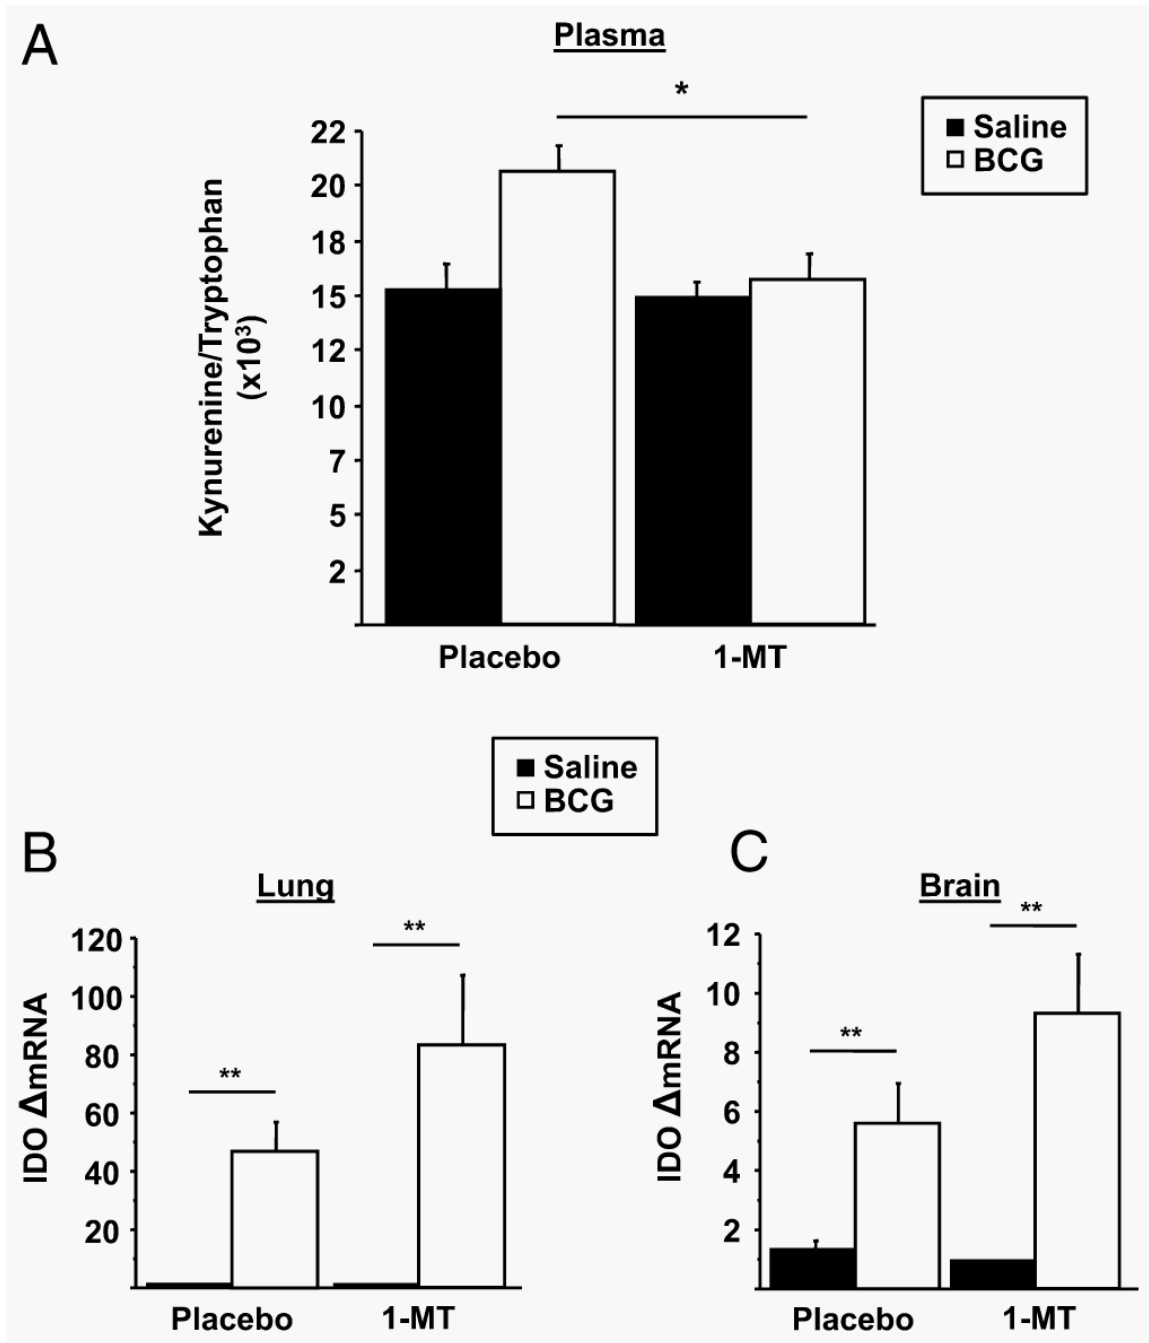 A
Plasma
*
Saline
BCG
22
20
18
15
12
10
7
5
2
Kynurenine/Tryptophan
(x10³)
Placebo 1-MT
Saline
BCG
B
Lung
**
**
120
100
80
60
40
20
IDO ΔmRNA
Placebo 1-MT
C
Brain
**
**
12
10
8
6
4
2
IDO ΔmRNA
Placebo 1-MT